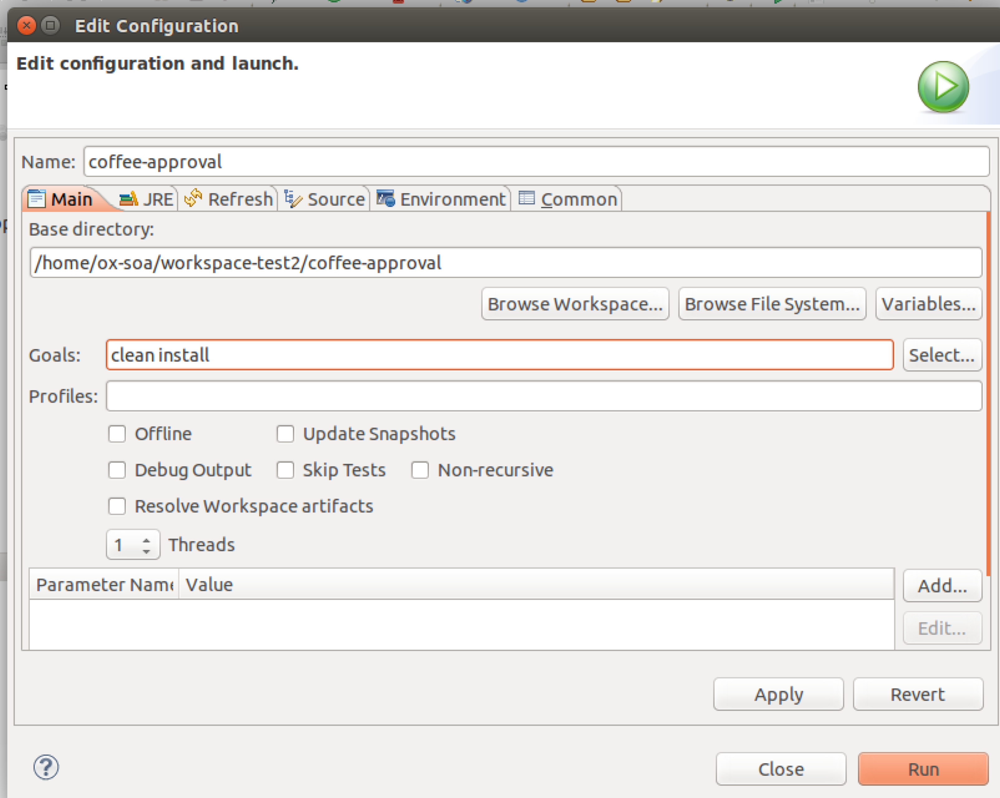 Edit Configuration
Edit configuration and launch.
Name: coffee-approval
Main JRE Refresh Source Environment Common
Base directory:
/home/ox-soa/workspace-test2/coffee-approval
Browse Workspace... Browse File System... Variables...
Goals: clean install Select...
Profiles:
Offline Update Snapshots
Debug Output Skip Tests Non-recursive
Resolve Workspace artifacts
1 Threads
Parameter Name Value Add...
Edit...
Apply Revert
Close Run